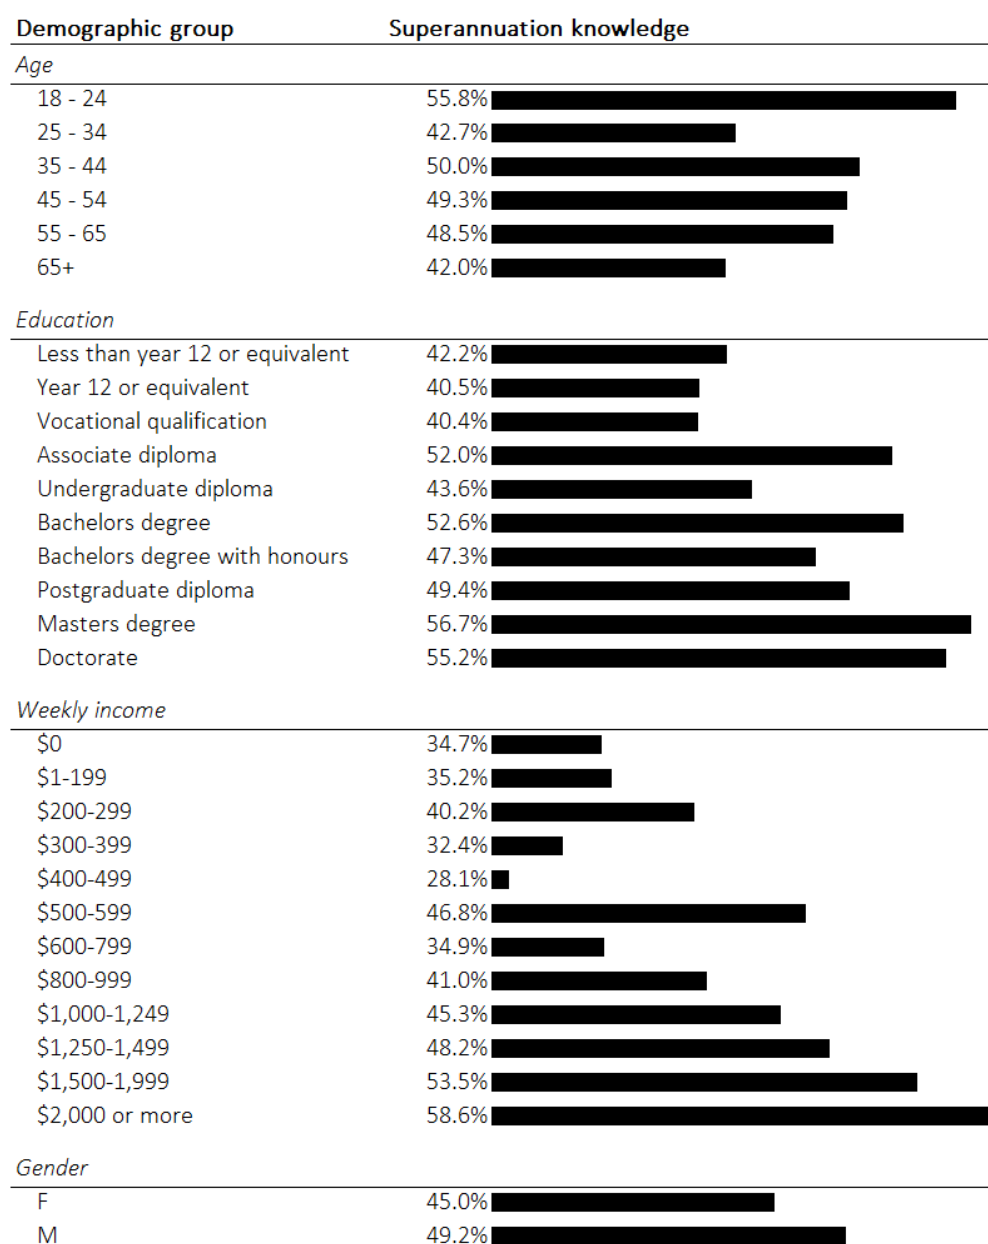 Demographic group Superannuation knowledge
Age
18 - 24 55.8%
25 - 34 42.7%
35 - 44 50.0%
45 - 54 49.3%
55 - 65 48.5%
65+ 42.0%
Education
Less than year 12 or equivalent 42.2%
Year 12 or equivalent 40.5%
Vocational qualification 40.4%
Associate diploma 52.0%
Undergraduate diploma 43.6%
Bachelors degree 52.6%
Bachelors degree with honours 47.3%
Postgraduate diploma 49.4%
Masters degree 56.7%
Doctorate 55.2%
Weekly income
$0 34.7%
$1-199 35.2%
$200-299 40.2%
$300-399 32.4%
$400-499 28.1%
$500-599 46.8%
$600-799 34.9%
$800-999 41.0%
$1,000-1,249 45.3%
$1,250-1,499 48.2%
$1,500-1,999 53.5%
$2,000 or more 58.6%
Gender
F 45.0%
M 49.2%